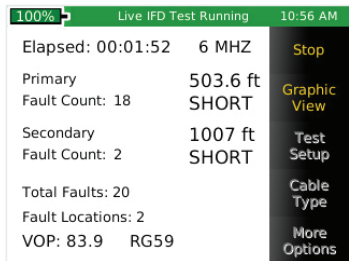 100% Live IFD Test Running 10:56 AM
Elapsed: 00:01:52 6 MHZ
Stop
Primary 503.6 ft
Fault Count: 18 SHORT
Graphic
View
Secondary 1007 ft
Fault Count: 2 SHORT
Test
Setup
Total Faults: 20
Cable
Type
Fault Locations: 2
VOP: 83.9 RG59
More
Options